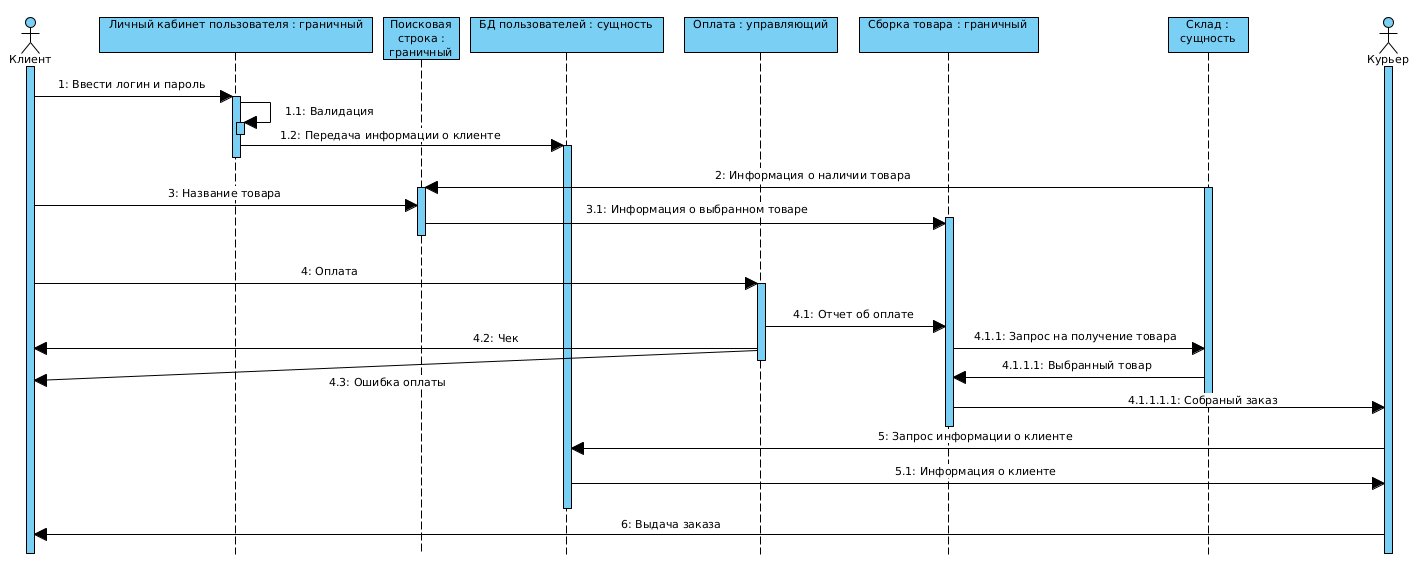 Личный кабинет пользователя : граничный
Поисковая
строка :
граничный
БД пользователей : сущность
Оплата : управляющий
Сборка товара : граничный
Склад :
сущность
Клиент
Курьер
1: Ввести логин и пароль
1.1: Валидация
1.2: Передача информации о клиенте
2: Информация о наличии товара
3: Название товара
3.1: Информация о выбранном товаре
4: Оплата
4.1: Отчет об оплате
4.2: Чек
4.1.1: Запрос на получение товара
4.1.1.1: Выбранный товар
4.3: Ошибка оплаты
4.1.1.1.1: Собраный заказ
5: Запрос информации о клиенте
5.1: Информация о клиенте
6: Выдача заказа